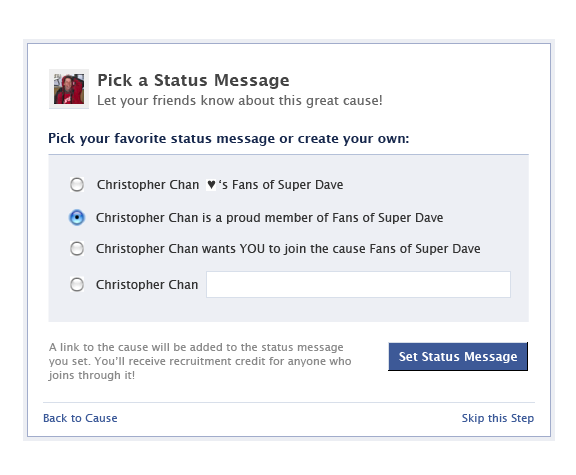 Pick a Status Message
Let your friends know about this great cause!
Pick your favorite status message or create your own:
Christopher Chan ♥'s Fans of Super Dave
Christopher Chan is a proud member of Fans of Super Dave
Christopher Chan wants YOU to join the cause Fans of Super Dave
Christopher Chan
A link to the cause will be added to the status message
you set. You'll receive recruitment credit for anyone who
joins through it!
Set Status Message
Back to Cause
Skip this Step